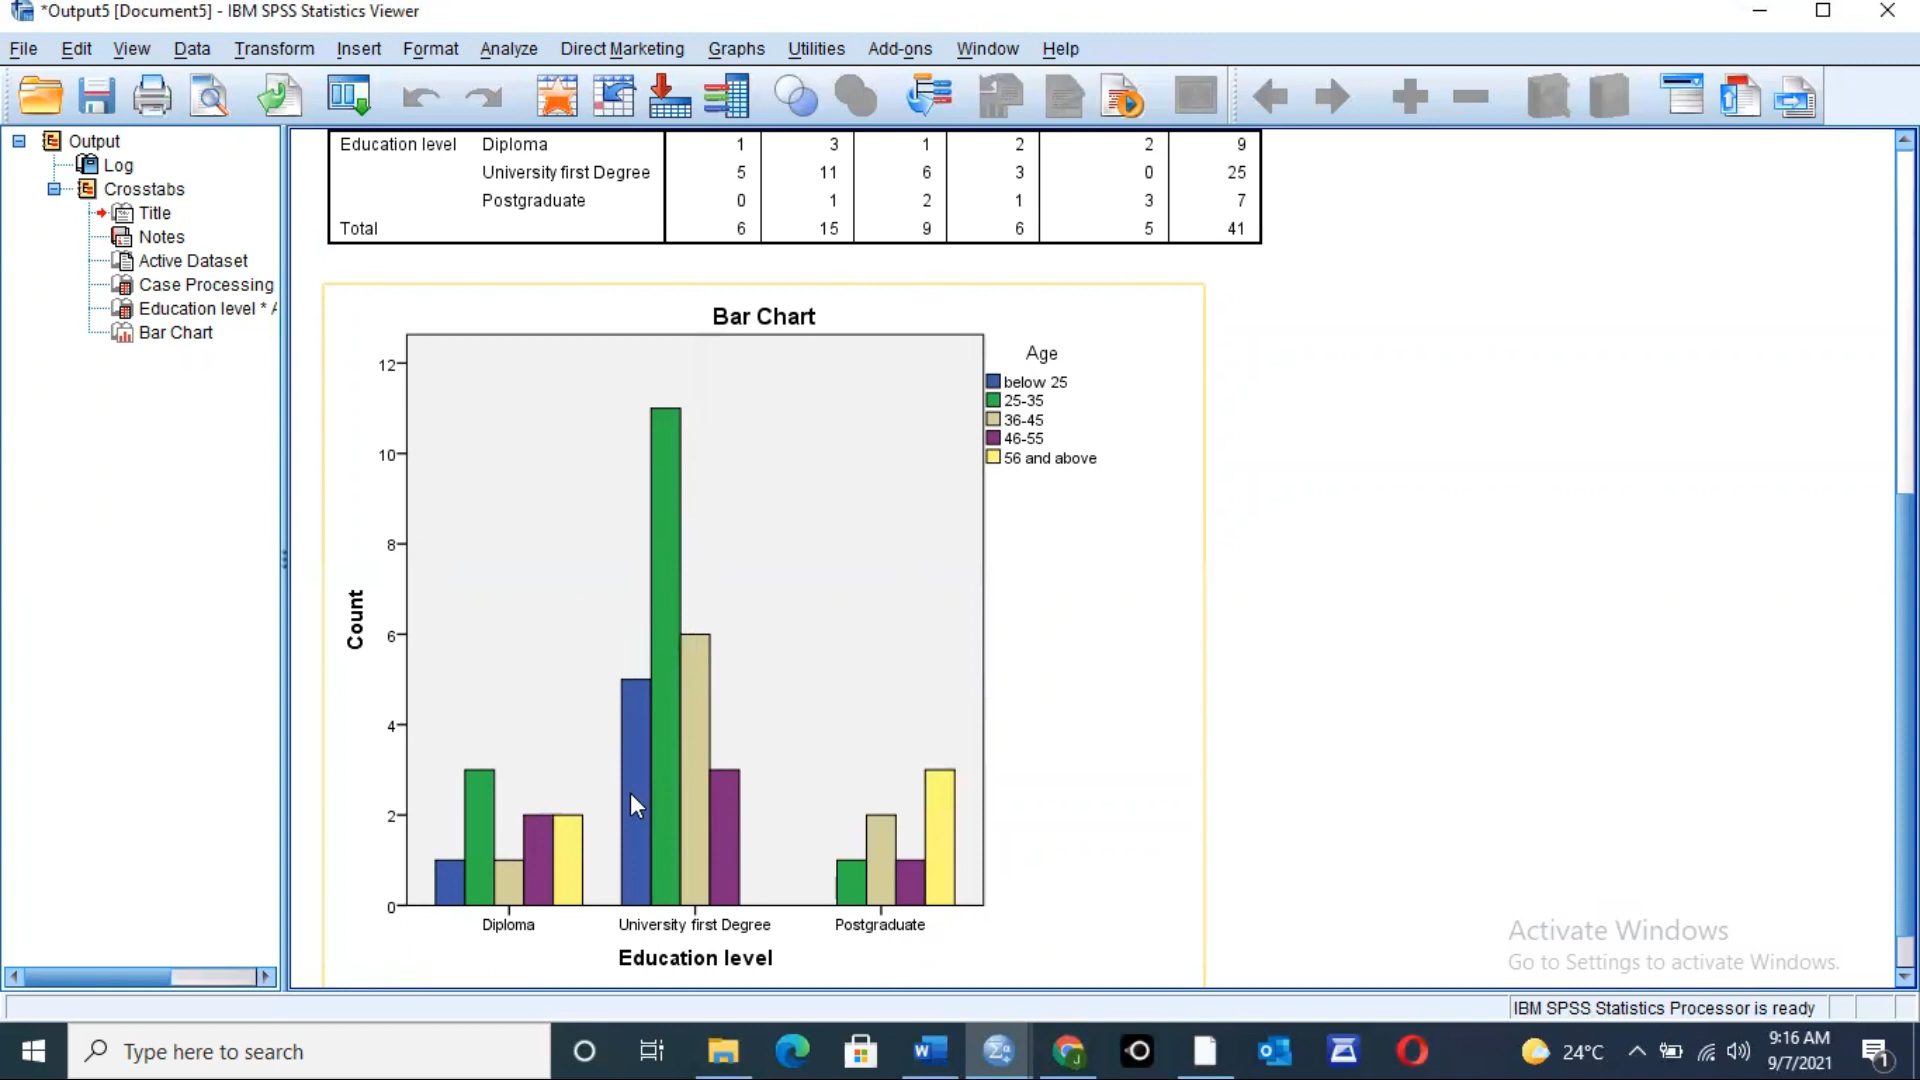 *Output5 [Document5] - IBM SPSS Statistics Viewer
File Edit View Data Transform Insert Format Analyze Direct Marketing Graphs Utilities Add-ons Window Help
Output
Log
Crosstabs
Title
Notes
Active Dataset
Case Processing
Education level * A
Bar Chart
Education level Diploma 1 3 1 2 2 9
University first Degree 5 11 6 3 0 25
Postgraduate 0 1 2 1 3 7
Total 6 15 9 6 5 41
Bar Chart
Age
below 25
25-35
36-45
46-55
56 and above
12
10
8
6
4
2
0
Count
Diploma University first Degree Postgraduate
Education level
Activate Windows
Go to Settings to activate Windows.
IBM SPSS Statistics Processor is ready
Type here to search
24°C
9:16 AM
9/7/2021
1